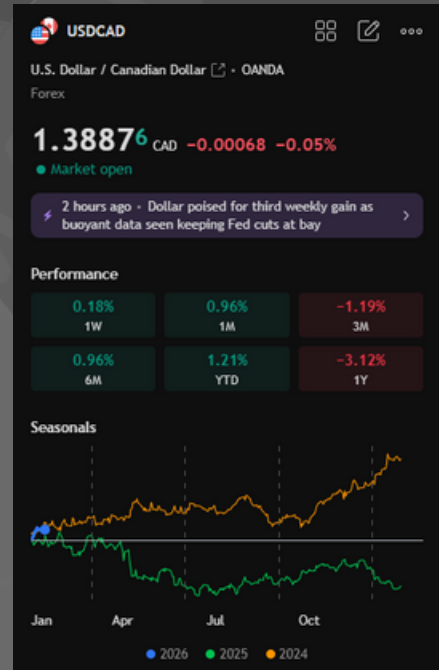 USDCAD
U.S. Dollar / Canadian Dollar • OANDA
Forex
1.38876 CAD −0.00068 −0.05%
Market open
2 hours ago • Dollar poised for third weekly gain as
buoyant data seen keeping Fed cuts at bay
Performance
0.18% 0.96% −1.19%
1W 1M 3M
0.96% 1.21% −3.12%
6M YTD 1Y
Seasonals
Jan Apr Jul Oct
2026 2025 2024